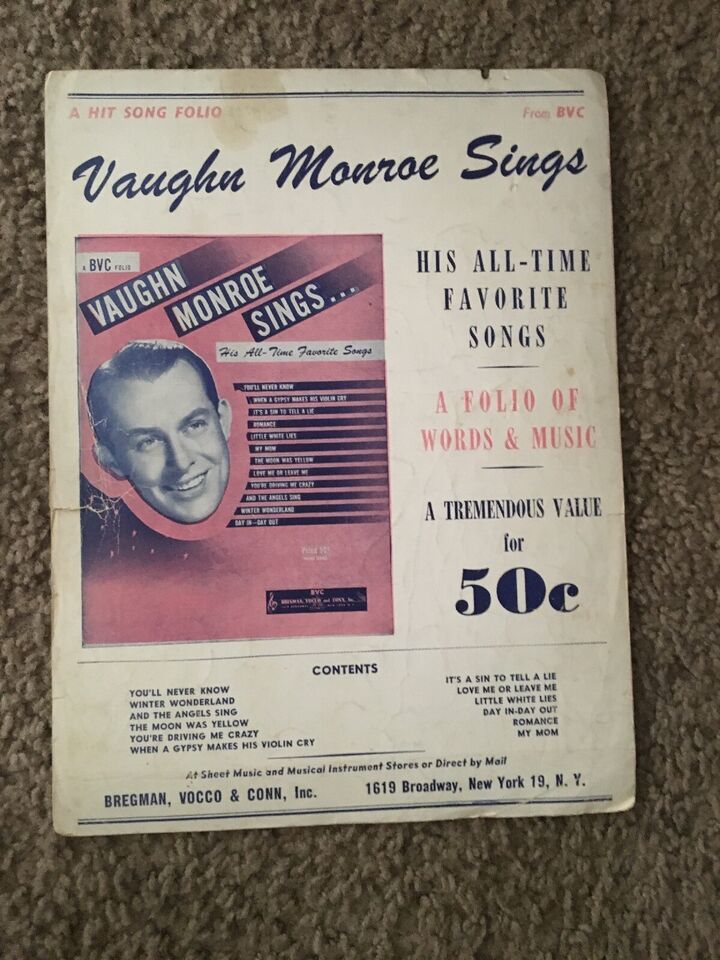 A HIT SONG FOLIO
From BVC
Vaughn Monroe Sings
A BVC FOLIO
VAUGHN
MONROE
SINGS...
His All-Time Favorite Songs
YOU'LL NEVER KNOW
WHEN A GYPSY MAKES HIS VIOLIN CRY
IT'S A SIN TO TELL A LIE
ROMANCE
LITTLE WHITE LIES
MY MOM
THE MOON WAS YELLOW
LOVE ME OR LEAVE ME
YOU'RE DRIVING ME CRAZY
AND THE ANGELS SING
WINTER WONDERLAND
DAY IN-DAY OUT
Price 50¢
BVC
BREGMAN, VOCCO and CONN, Inc.
HIS ALL-TIME
FAVORITE
SONGS
A FOLIO OF
WORDS & MUSIC
A TREMENDOUS VALUE
for
50c
CONTENTS
YOU'LL NEVER KNOW
WINTER WONDERLAND
AND THE ANGELS SING
THE MOON WAS YELLOW
YOU'RE DRIVING ME CRAZY
WHEN A GYPSY MAKES HIS VIOLIN CRY
IT'S A SIN TO TELL A LIE
LOVE ME OR LEAVE ME
LITTLE WHITE LIES
DAY IN-DAY OUT
ROMANCE
MY MOM
At Sheet Music and Musical Instrument Stores or Direct by Mail
BREGMAN, VOCCO & CONN, Inc. 1619 Broadway, New York 19, N. Y.